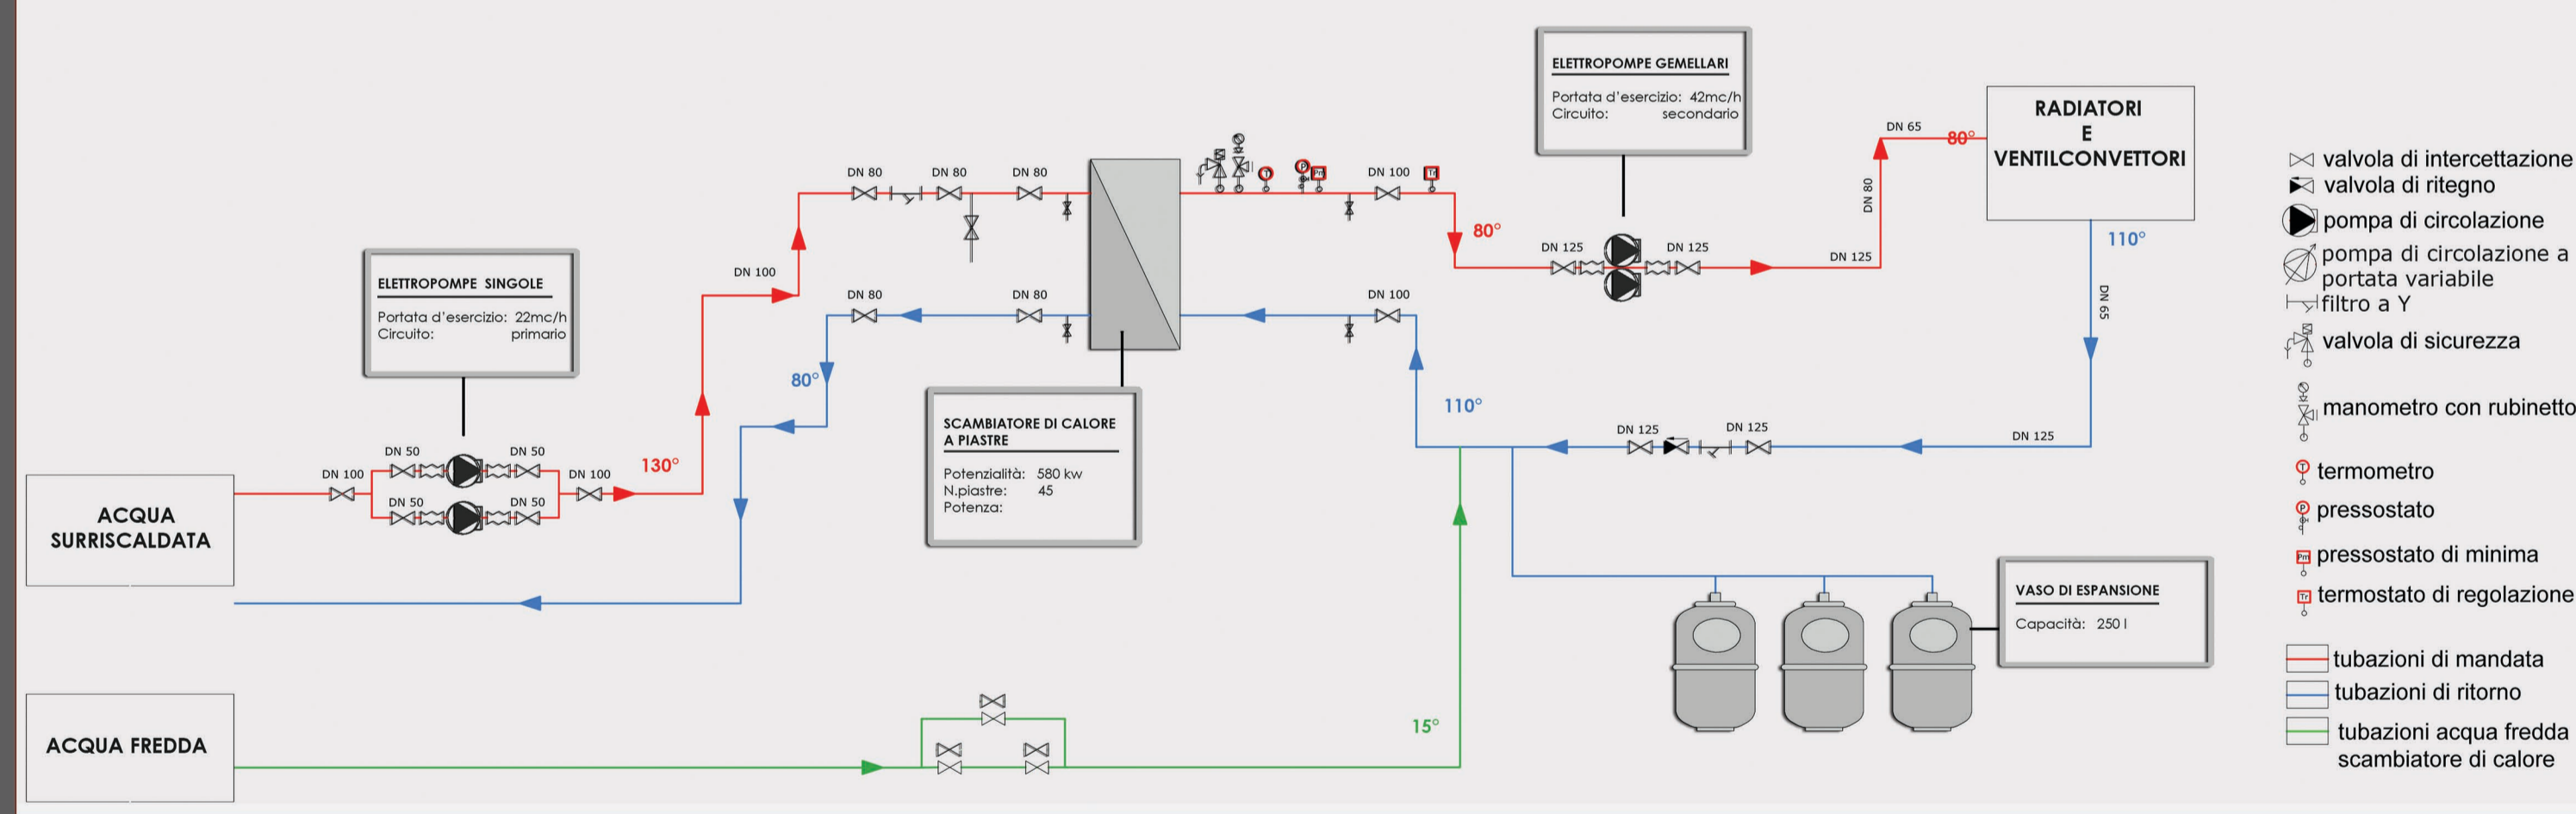 ELETTROPOMPE SINGOLE
Portata d'esercizio: 22mc/h
Circuito: primario
ACQUA
SURRISCALDATA
DN 100
DN 50
DN 50
DN 50
DN 50
DN 100
130°
DN 100
DN 80
DN 80
DN 80
DN 80
DN 80
80°
SCAMBIATORE DI CALORE
A PIASTRE
Potenzialità: 580 kw
N.piastre: 45
Potenza:
T
P
Pm
DN 100
Tr
80°
DN 100
110°
ELETTROPOMPE GEMELLARI
Portata d'esercizio: 42mc/h
Circuito: secondario
DN 125
DN 125
DN 125
DN 80
DN 65
80°
RADIATORI
E
VENTILCONVETTORI
110°
DN 65
DN 125
DN 125
DN 125
VASO DI ESPANSIONE
Capacità: 250 l
ACQUA FREDDA
15°
valvola di intercettazione
valvola di ritegno
pompa di circolazione
pompa di circolazione a
portata variabile
filtro a Y
valvola di sicurezza
manometro con rubinetto
T termometro
P pressostato
Pm pressostato di minima
Tr termostato di regolazione
tubazioni di mandata
tubazioni di ritorno
tubazioni acqua fredda
scambiatore di calore